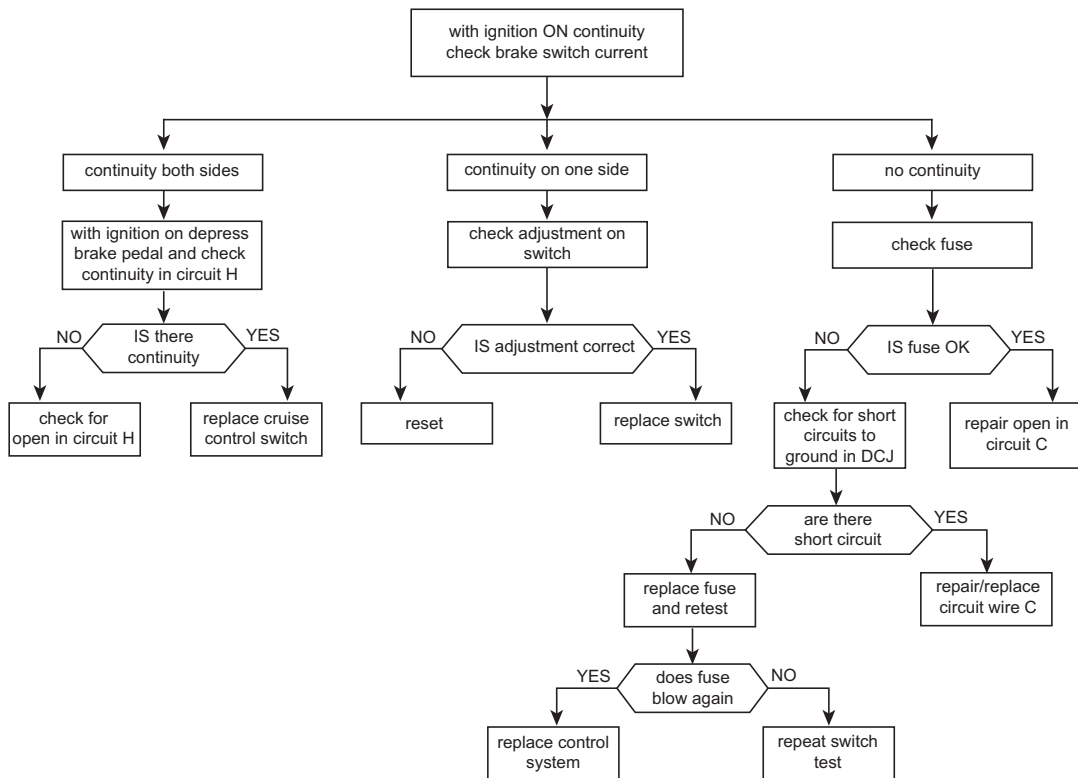 with ignition ON continuity
check brake switch current
continuity both sides
continuity on one side
no continuity
with ignition on depress
brake pedal and check
continuity in circuit H
check adjustment on
switch
check fuse
NO
IS there
continuity
YES
NO
IS adjustment correct
YES
NO
IS fuse OK
YES
check for
open in circuit H
replace cruise
control switch
reset
replace switch
check for short
circuits to
ground in DCJ
repair open in
circuit C
NO
are there
short circuit
YES
replace fuse
and retest
repair/replace
circuit wire C
YES
does fuse
blow again
NO
replace control
system
repeat switch
test